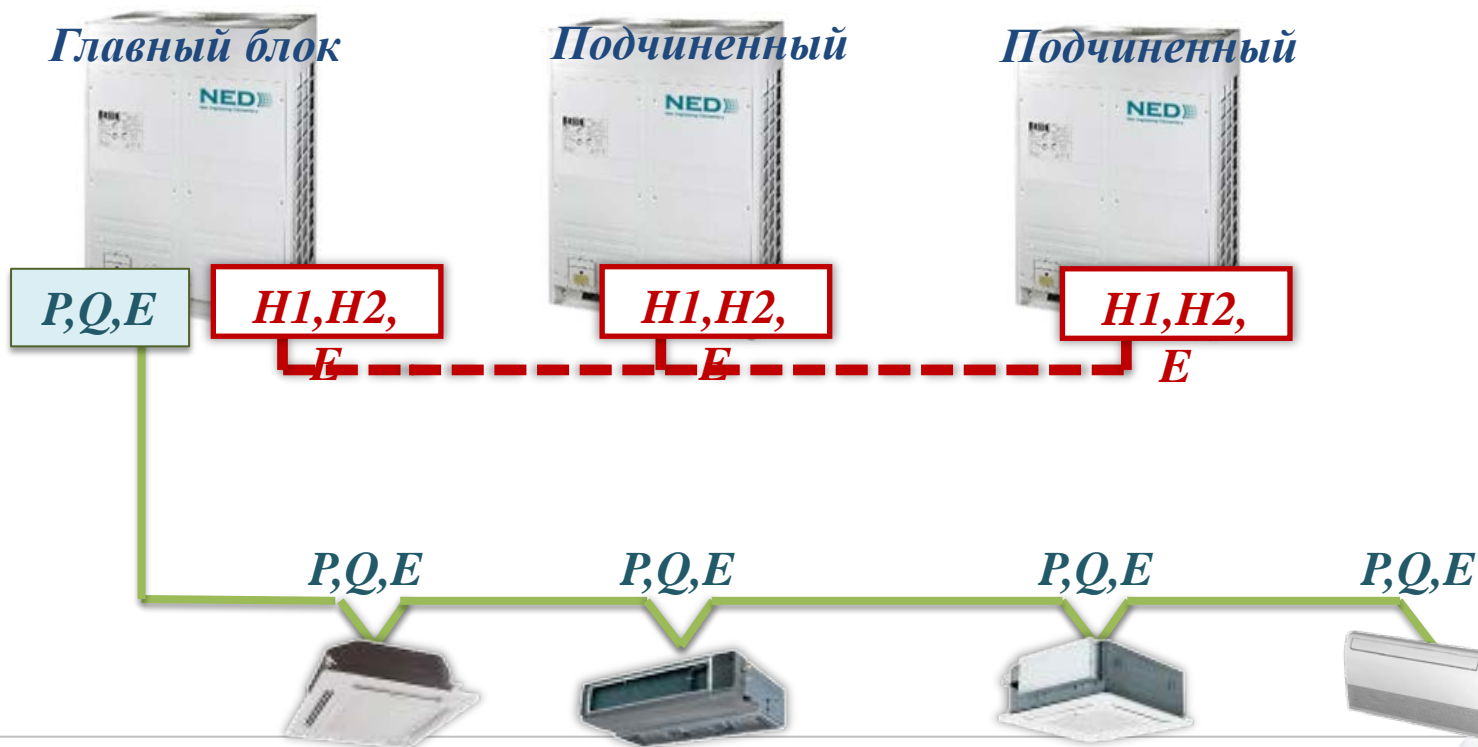 Главный блок
Подчиненный
Подчиненный
NED
NED
NED
P,Q,E
H1,H2,
E
H1,H2,
E
H1,H2,
E
P,Q,E
P,Q,E
P,Q,E
P,Q,E